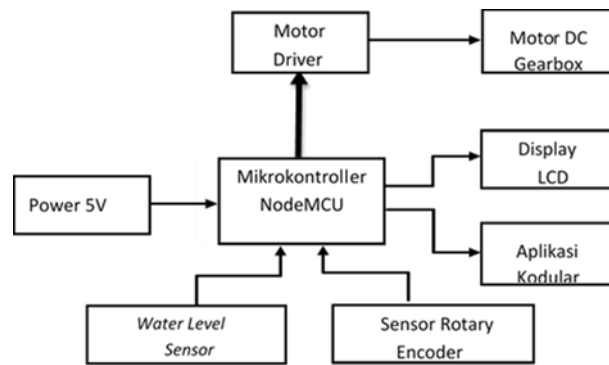 Motor
Driver
Motor DC
Gearbox
Mikrokontroller
NodeMCU
Display
LCD
Power 5V
Aplikasi
Kodular
Water Level
Sensor
Sensor Rotary
Encoder